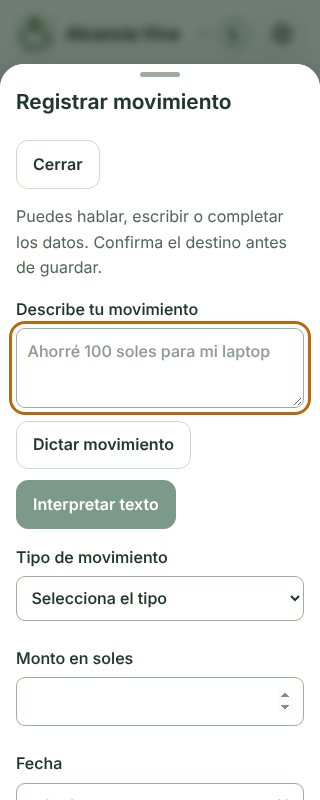 Alcancía Viva
Registrar movimiento
Cerrar
Puedes hablar, escribir o completar
los datos. Confirma el destino antes
de guardar.
Describe tu movimiento
Ahorré 100 soles para mi laptop
Dictar movimiento
Interpretar texto
Tipo de movimiento
Selecciona el tipo
Monto en soles
Fecha